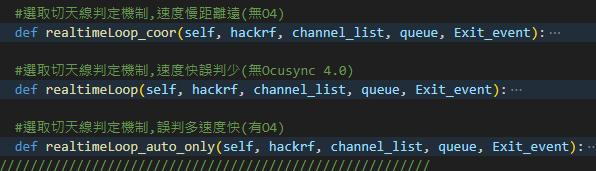 #選取切天線判定機制,速度慢距離遠(無O4)
def realtimeLoop_coor(self, hackrf, channel_list, queue, Exit_event):…
#選取切天線判定機制,速度快誤判少(無Ocusync 4.0)
def realtimeLoop(self, hackrf, channel_list, queue, Exit_event):…
#選取切天線判定機制,誤判多速度快(有O4)
def realtimeLoop_auto_only(self, hackrf, channel_list, queue, Exit_event):…
/////////////////////////////////////////////////////////